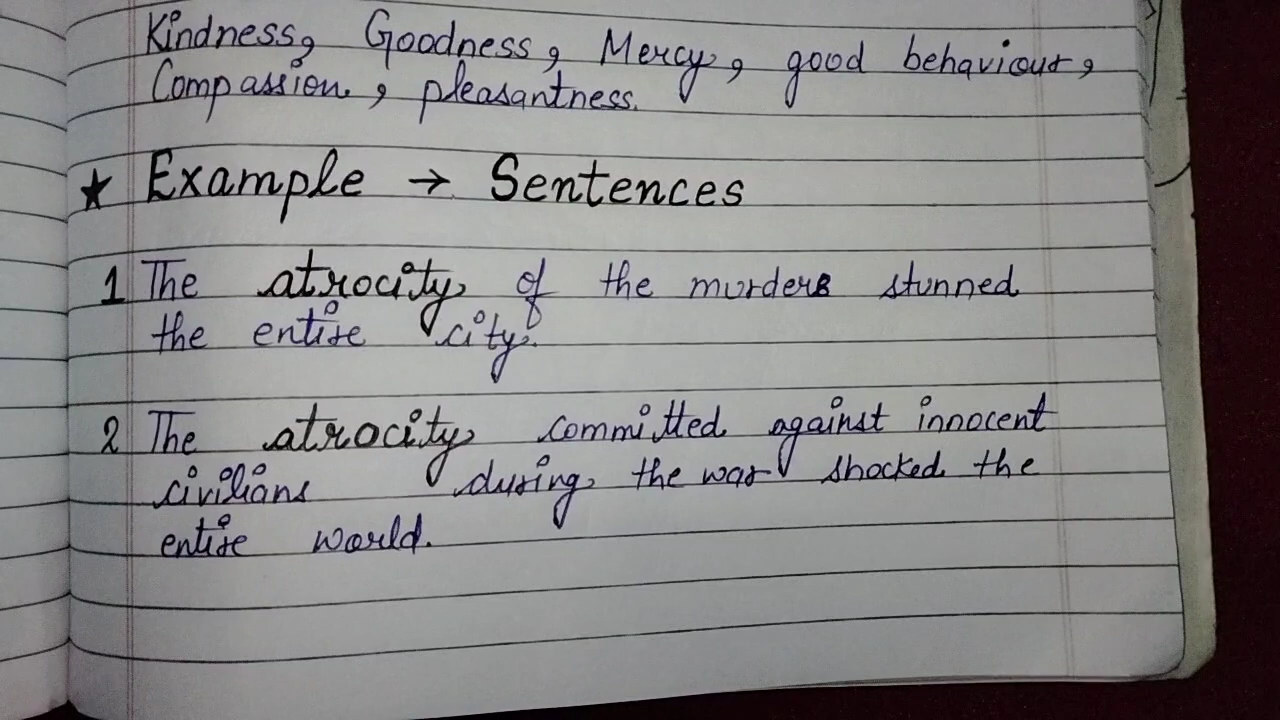 Kindness, Goodness, Mercy, good behaviour,
Compassion, pleasantness.
★ Example → Sentences
1 The atrocity of the murders stunned
the entire city.
2 The atrocity committed against innocent
civilians during the war shocked the
entire world.